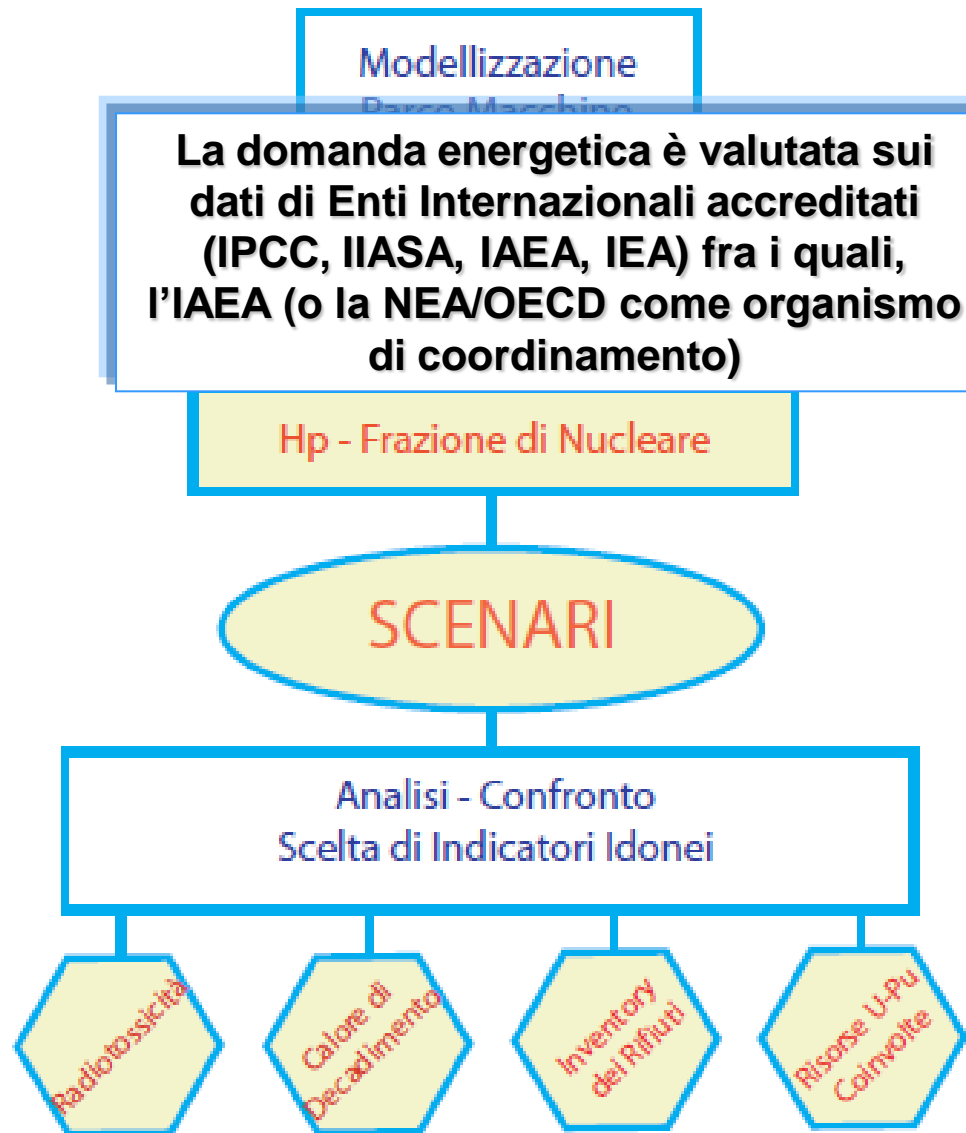 Modellizzazione
Parco Macchine
La domanda energetica è valutata sui
dati di Enti Internazionali accreditati
(IPCC, IIASA, IAEA, IEA) fra i quali,
l’IAEA (o la NEA/OECD come organismo
di coordinamento)
Hp - Frazione di Nucleare
SCENARI
Analisi - Confronto
Scelta di Indicatori Idonei
Radiotossicità
Calore di
Decadimento
Inventory
dei Rifiuti
Risorse U-Pu
Coinvolte